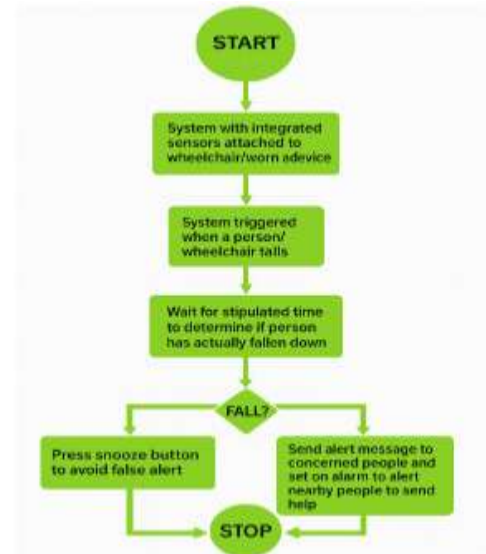 START
System with integrated
sensors attached to
wheelchair/worn adevice
System triggered
when a person/
wheelchair talls
Wait for stipulated time
to determine if person
has actually fallen down
FALL?
Press snooze button
to avoid false alert
Send alert message to
concerned people and
set on alarm to alert
nearby people to send
help
STOP